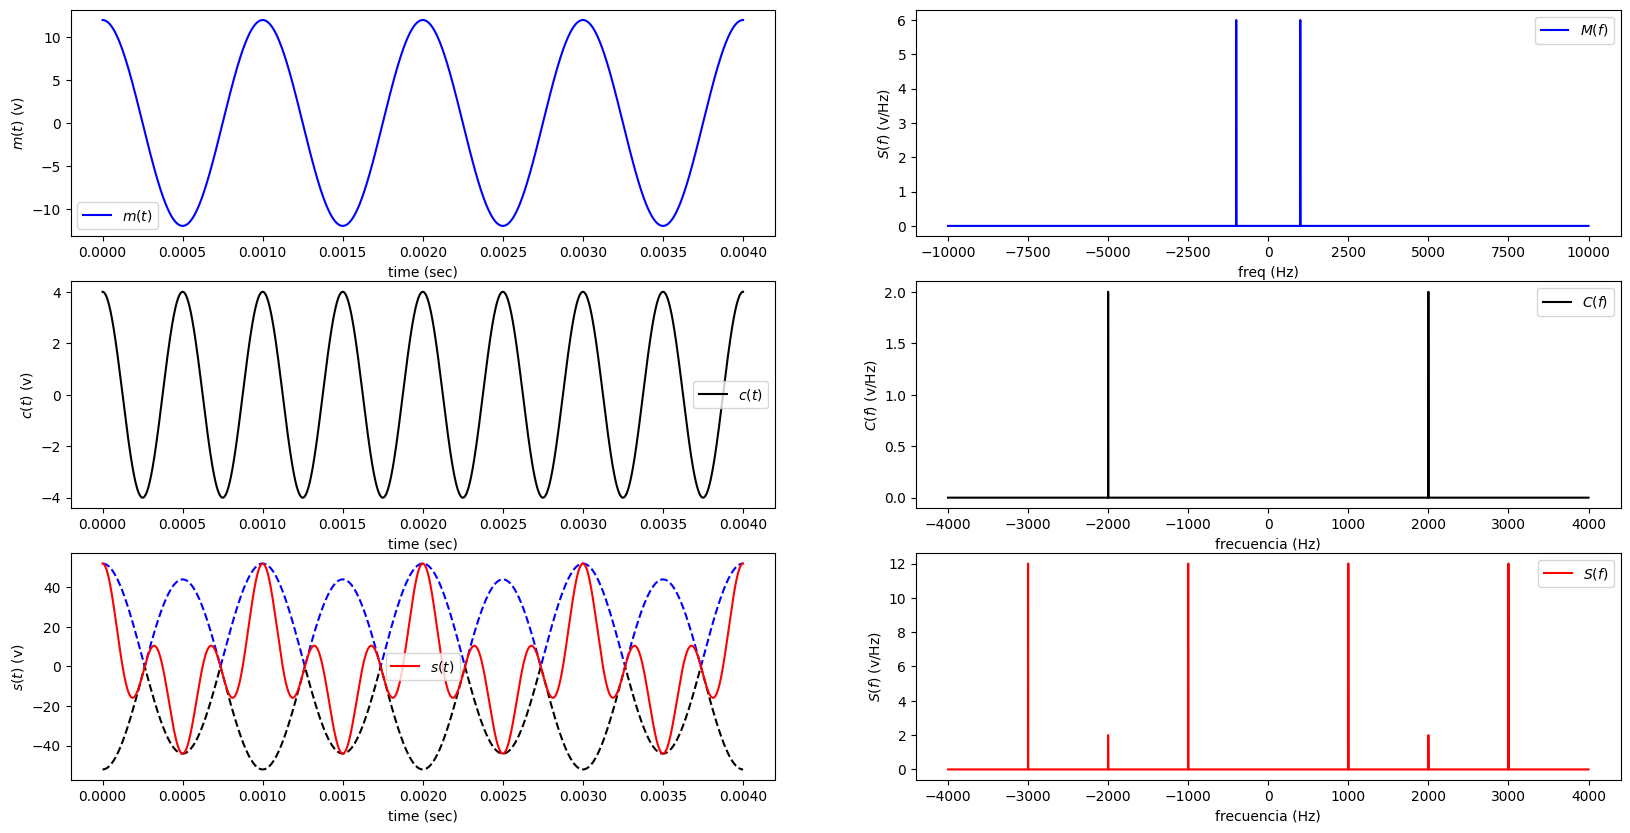 10
5
0
−5
−10
m(t) (v)
m(t)
0.0000 0.0005 0.0010 0.0015 0.0020 0.0025 0.0030 0.0035 0.0040
time (sec)
6
5
4
3
2
1
0
S(f) (v/Hz)
M(f)
−10000 −7500 −5000 −2500 0 2500 5000 7500 10000
freq (Hz)
4
2
0
−2
−4
c(t) (v)
c(t)
0.0000 0.0005 0.0010 0.0015 0.0020 0.0025 0.0030 0.0035 0.0040
time (sec)
2.0
1.5
1.0
0.5
0.0
C(f) (v/Hz)
C(f)
−4000 −3000 −2000 −1000 0 1000 2000 3000 4000
frecuencia (Hz)
40
20
0
−20
−40
s(t) (v)
s(t)
0.0000 0.0005 0.0010 0.0015 0.0020 0.0025 0.0030 0.0035 0.0040
time (sec)
12
10
8
6
4
2
0
S(f) (v/Hz)
S(f)
−4000 −3000 −2000 −1000 0 1000 2000 3000 4000
frecuencia (Hz)